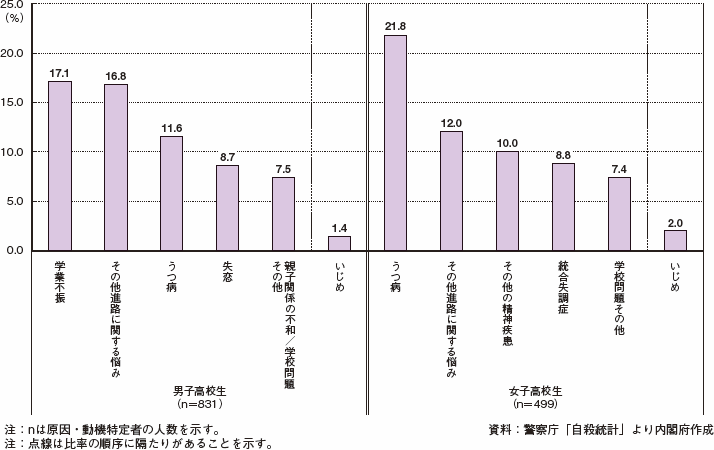 25.0
(%)
20.0
15.0
10.0
5.0
0.0
17.1
16.8
11.6
8.7
7.5
1.4
21.8
12.0
10.0
8.8
7.4
2.0
学業不振
その他進路に関する悩み
うつ病
失恋
親子関係の不和／学校問題
その他
いじめ
うつ病
その他進路に関する悩み
その他の精神疾患
統合失調症
学校問題その他
いじめ
男子高校生
(n=831)
女子高校生
(n=499)
注：nは原因・動機特定者の人数を示す。
注：点線は比率の順序に隔たりがあることを示す。
資料：警察庁「自殺統計」より内閣府作成